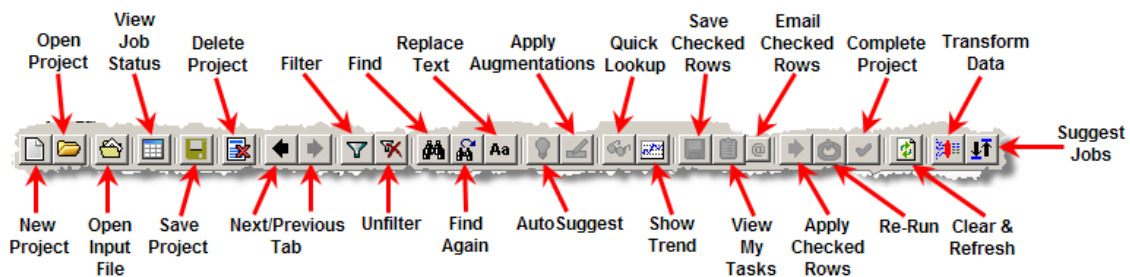 Open
Project
View
Job
Status
Delete
Project
Filter
Find
Replace
Text
Apply
Augmentations
Quick
Lookup
Save
Checked
Rows
Email
Checked
Rows
Complete
Project
Transform
Data
Suggest
Jobs
Aa
@
New
Project
Open
Input
File
Save
Project
Next/Previous
Tab
Unfilter
Find
Again
AutoSuggest
Show
Trend
View
My
Tasks
Apply
Checked
Rows
Re-Run
Clear &
Refresh